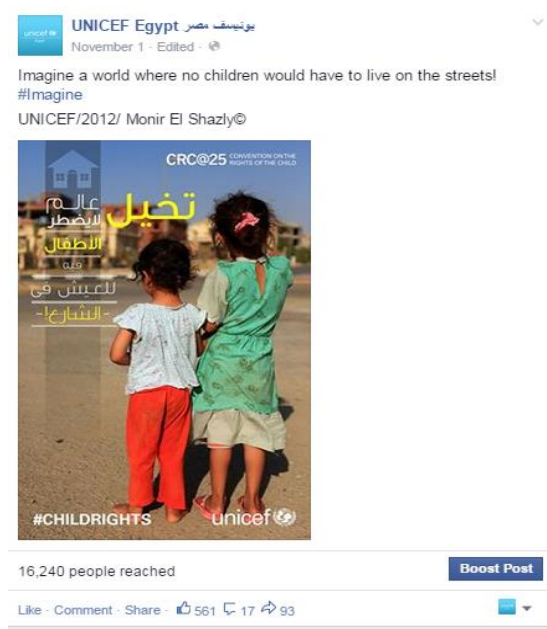 unicef
UNICEF Egypt يونيسف مصر
November 1 · Edited ·
Imagine a world where no children would have to live on the streets!
#Imagine
UNICEF/2012/ Monir El Shazly©
CRC@25 CONVENTION ON THE
RIGHTS OF THE CHILD
تخيل
عالم
لايضطر
الأطفال
فيه
للعيش في
-الشارع!-
#CHILDRIGHTS
unicef
16,240 people reached
Boost Post
Like · Comment · Share · 561 17 93